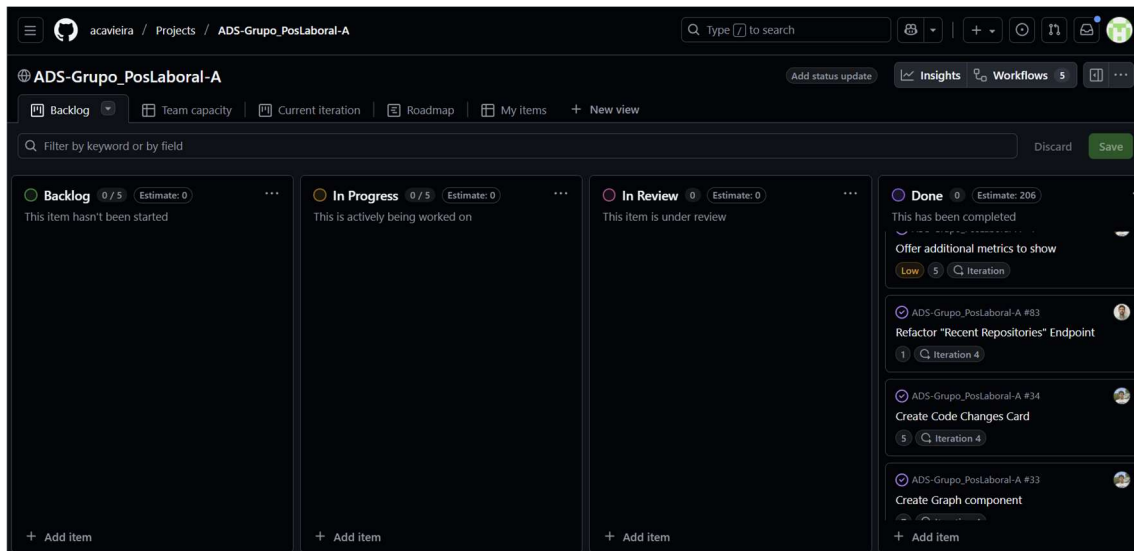 acavieira / Projects / ADS-Grupo_PosLaboral-A
Type / to search
ADS-Grupo_PosLaboral-A
Add status update
Insights
Workflows 5
Backlog
Team capacity
Current iteration
Roadmap
My items
+ New view
Filter by keyword or by field
Discard
Save
Backlog 0 / 5 Estimate: 0
This item hasn't been started
+ Add item
In Progress 0 / 5 Estimate: 0
This is actively being worked on
+ Add item
In Review 0 Estimate: 0
This item is under review
+ Add item
Done 0 Estimate: 206
This has been completed
Offer additional metrics to show
Low 5 Iteration
ADS-Grupo_PosLaboral-A #83
Refactor "Recent Repositories" Endpoint
1 Iteration 4
ADS-Grupo_PosLaboral-A #34
Create Code Changes Card
5 Iteration 4
ADS-Grupo_PosLaboral-A #33
Create Graph component
+ Add item